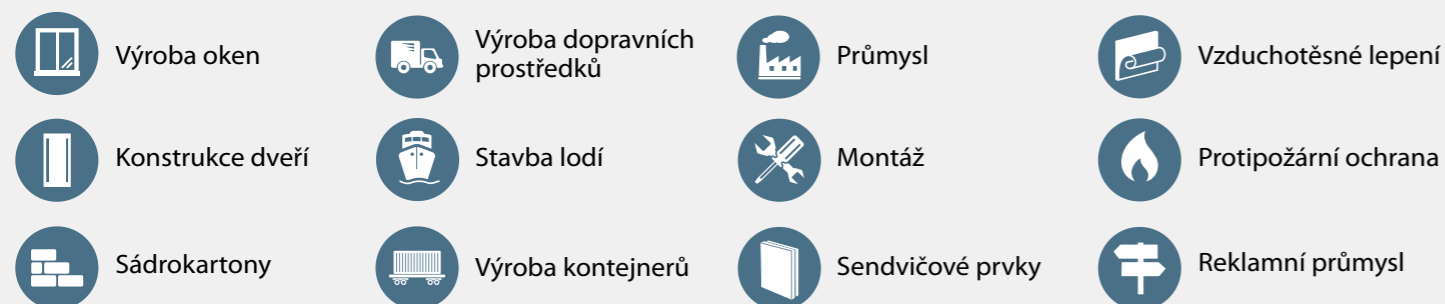 Výroba oken
Výroba dopravních
prostředků
Průmysl
Vzduchotěsné lepení
Konstrukce dveří
Stavba lodí
Montáž
Protipožární ochrana
Sádrokartony
Výroba kontejnerů
Sendvičové prvky
Reklamní průmysl